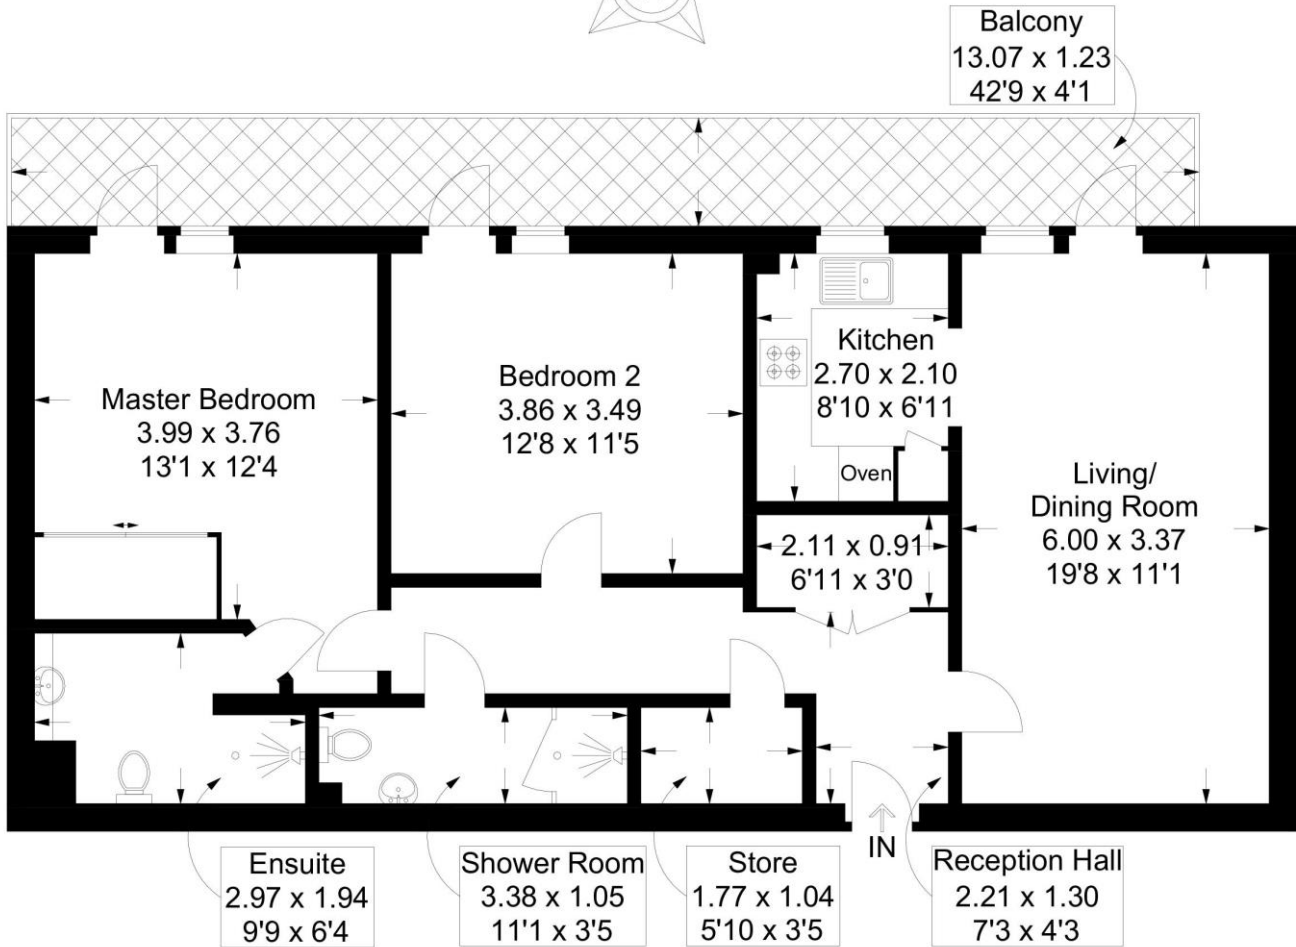 Balcony
13.07 x 1.23
42'9 x 4'1
Master Bedroom
3.99 x 3.76
13'1 x 12'4
Bedroom 2
3.86 x 3.49
12'8 x 11'5
Kitchen
2.70 x 2.10
8'10 x 6'11
Oven
2.11 x 0.91
6'11 x 3'0
Living/
Dining Room
6.00 x 3.37
19'8 x 11'1
IN
Ensuite
2.97 x 1.94
9'9 x 6'4
Shower Room
3.38 x 1.05
11'1 x 3'5
Store
1.77 x 1.04
5'10 x 3'5
Reception Hall
2.21 x 1.30
7'3 x 4'3